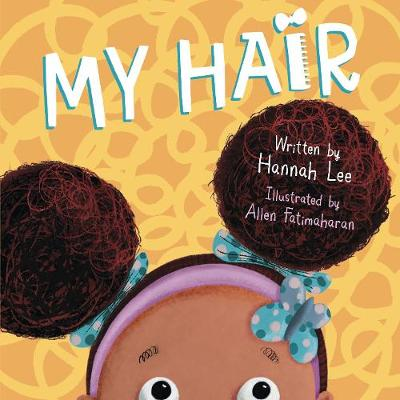 MY HAIR
Written by
Hannah Lee
Illustrated by
Allen Fatimaharan